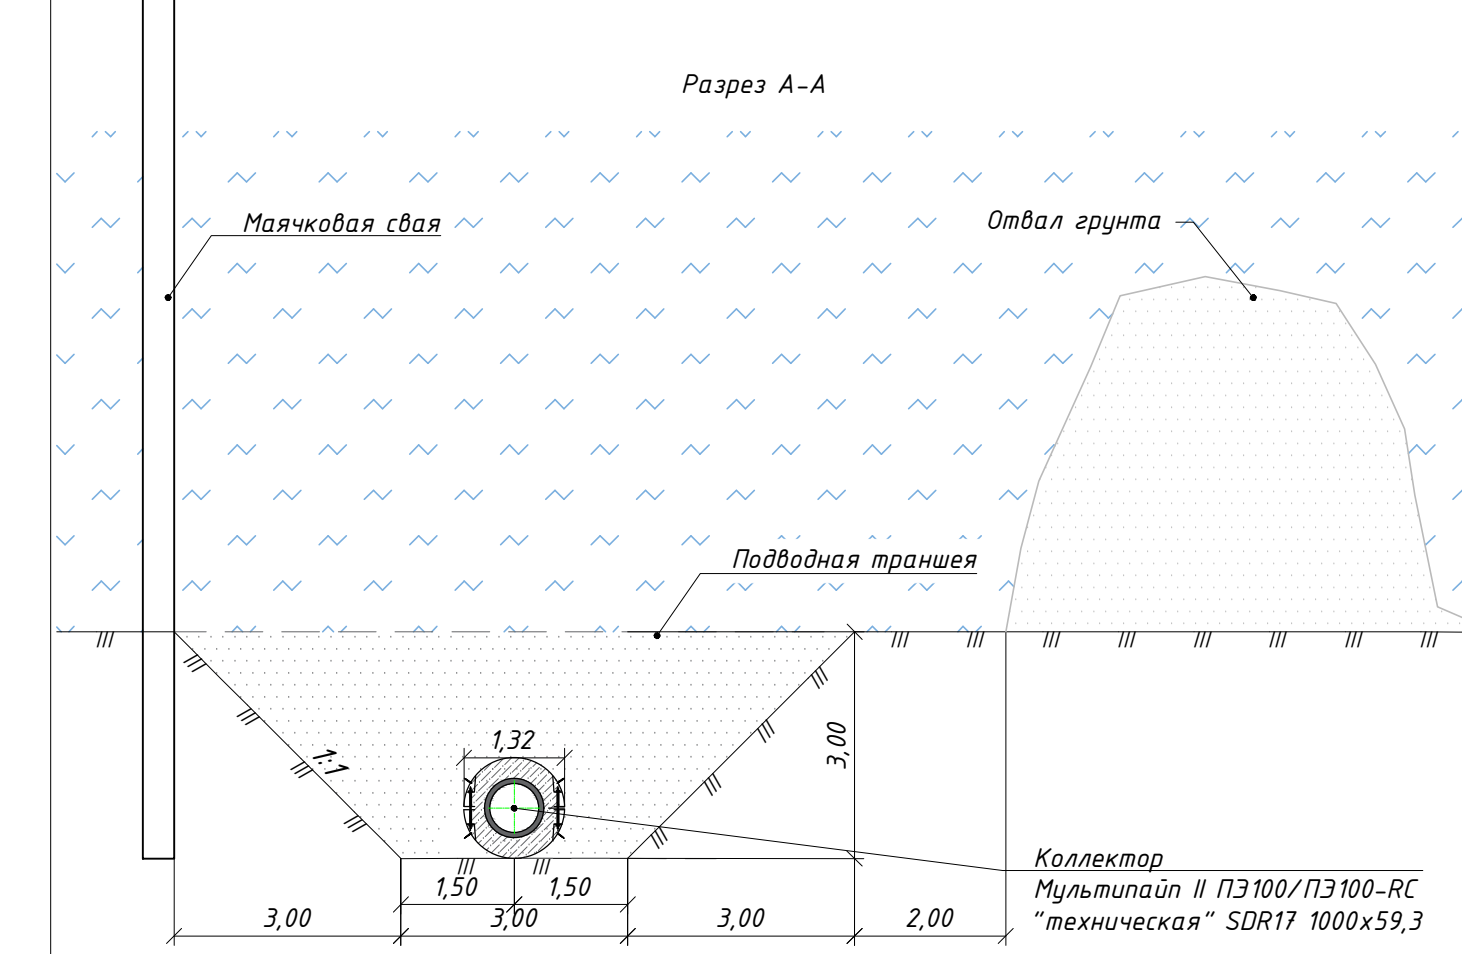 Разрез А-А
Маячковая свая
Отвал грунта
Подводная траншея
1:1
1,32
3,00
Коллектор
Мультипайп II ПЭ100/ПЭ100-RC
"техническая" SDR17 1000х59,3
1,50
1,50
3,00
3,00
3,00
2,00